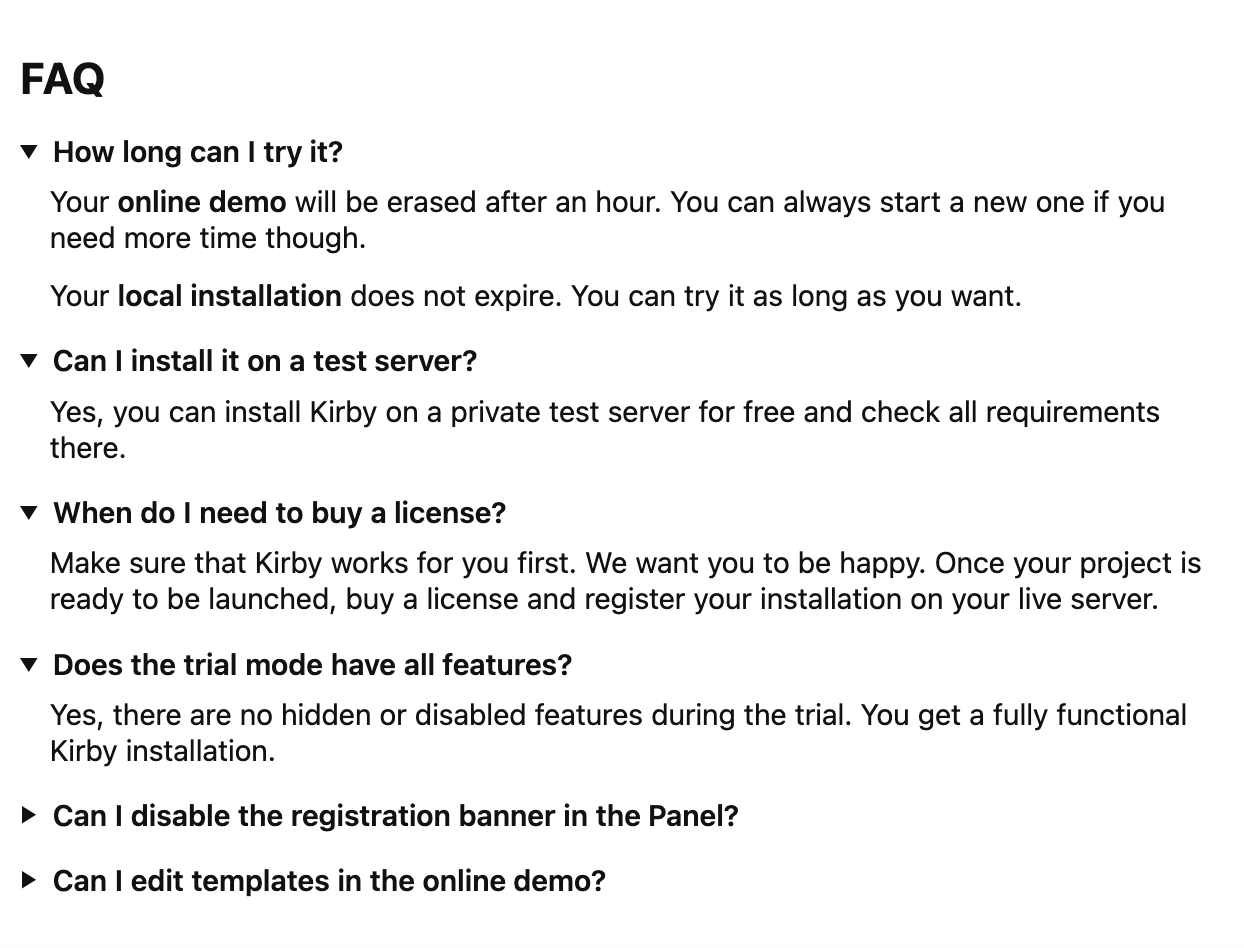 FAQ
How long can I try it?
Your online demo will be erased after an hour. You can always start a new one if you
need more time though.
Your local installation does not expire. You can try it as long as you want.
Can I install it on a test server?
Yes, you can install Kirby on a private test server for free and check all requirements
there.
When do I need to buy a license?
Make sure that Kirby works for you first. We want you to be happy. Once your project is
ready to be launched, buy a license and register your installation on your live server.
Does the trial mode have all features?
Yes, there are no hidden or disabled features during the trial. You get a fully functional
Kirby installation.
Can I disable the registration banner in the Panel?
Can I edit templates in the online demo?